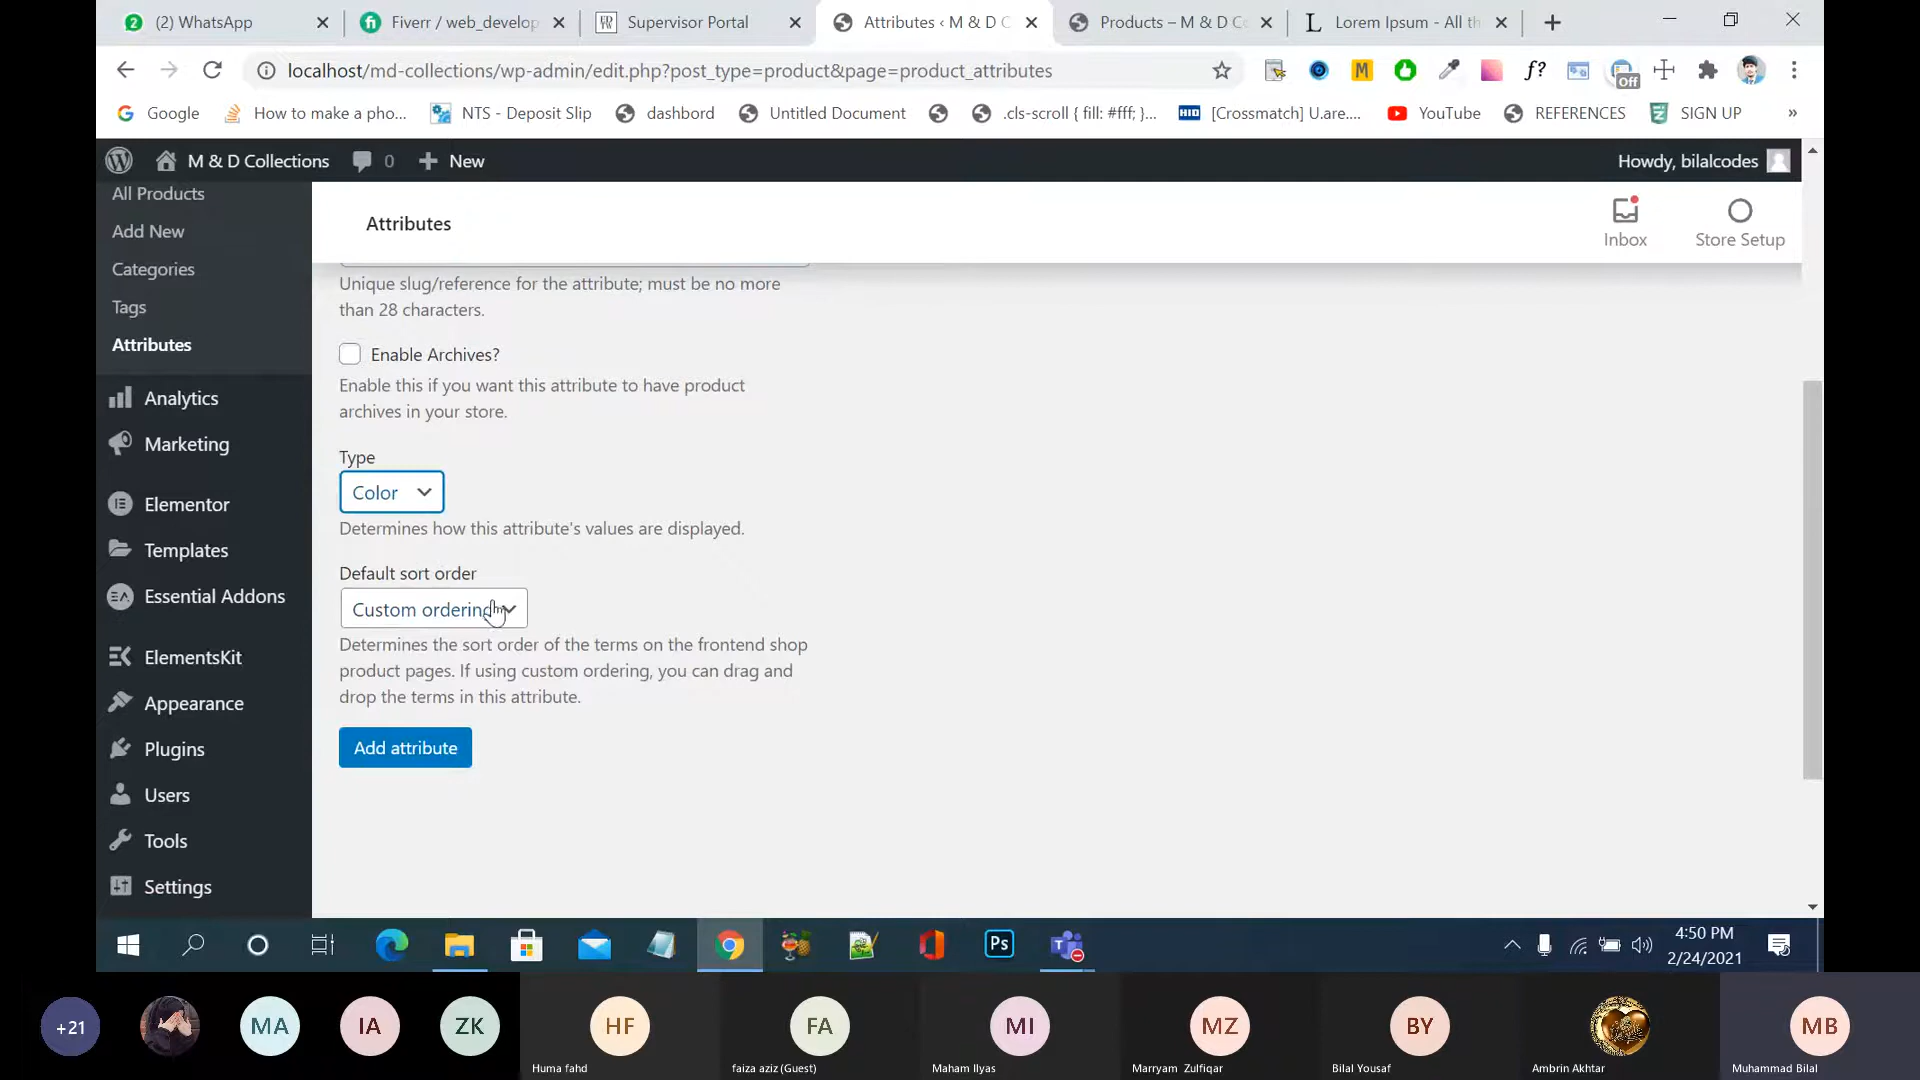 (2) WhatsApp
Fiverr / web_develop
Supervisor Portal
Attributes ‹ M & D C
Products – M & D Co
Lorem Ipsum - All th
localhost/md-collections/wp-admin/edit.php?post_type=product&page=product_attributes
M
f?
Off
Google
How to make a pho...
NTS - Deposit Slip
dashbord
Untitled Document
.cls-scroll { fill: #fff; }...
HID
[Crossmatch] U.are....
YouTube
REFERENCES
SIGN UP
»
M & D Collections
0
New
Howdy, bilalcodes
All Products
Add New
Categories
Tags
Attributes
Analytics
Marketing
Elementor
Templates
Essential Addons
ElementsKit
Appearance
Plugins
Users
Tools
Settings
Attributes
Inbox
Store Setup
Unique slug/reference for the attribute; must be no more
than 28 characters.
Enable Archives?
Enable this if you want this attribute to have product
archives in your store.
Type
Color
Determines how this attribute's values are displayed.
Default sort order
Custom ordering
Determines the sort order of the terms on the frontend shop
product pages. If using custom ordering, you can drag and
drop the terms in this attribute.
Add attribute
Ps
4:50 PM
2/24/2021
+21
MA
IA
ZK
HF
FA
MI
MZ
BY
MB
Huma fahd
faiza aziz (Guest)
Maham Ilyas
Marryam Zulfiqar
Bilal Yousaf
Ambrin Akhtar
Muhammad Bilal